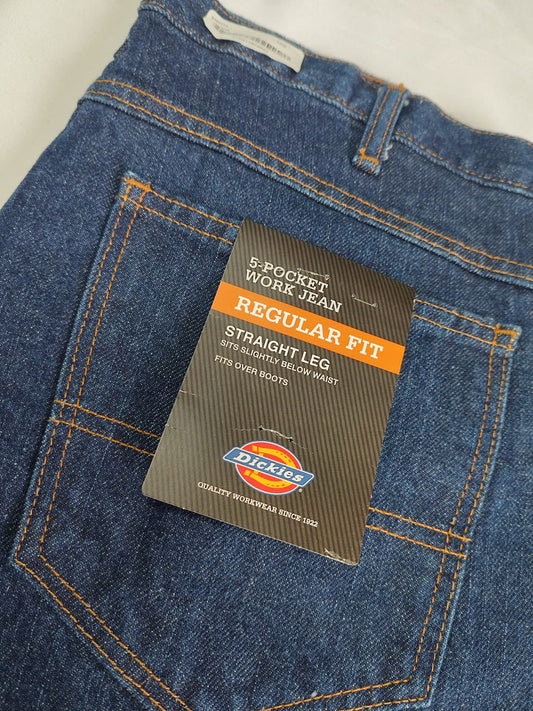 5-POCKET
WORK JEAN
REGULAR FIT
STRAIGHT LEG
SITS SLIGHTLY BELOW WAIST
FITS OVER BOOTS
Dickies
QUALITY WORKWEAR SINCE 1922